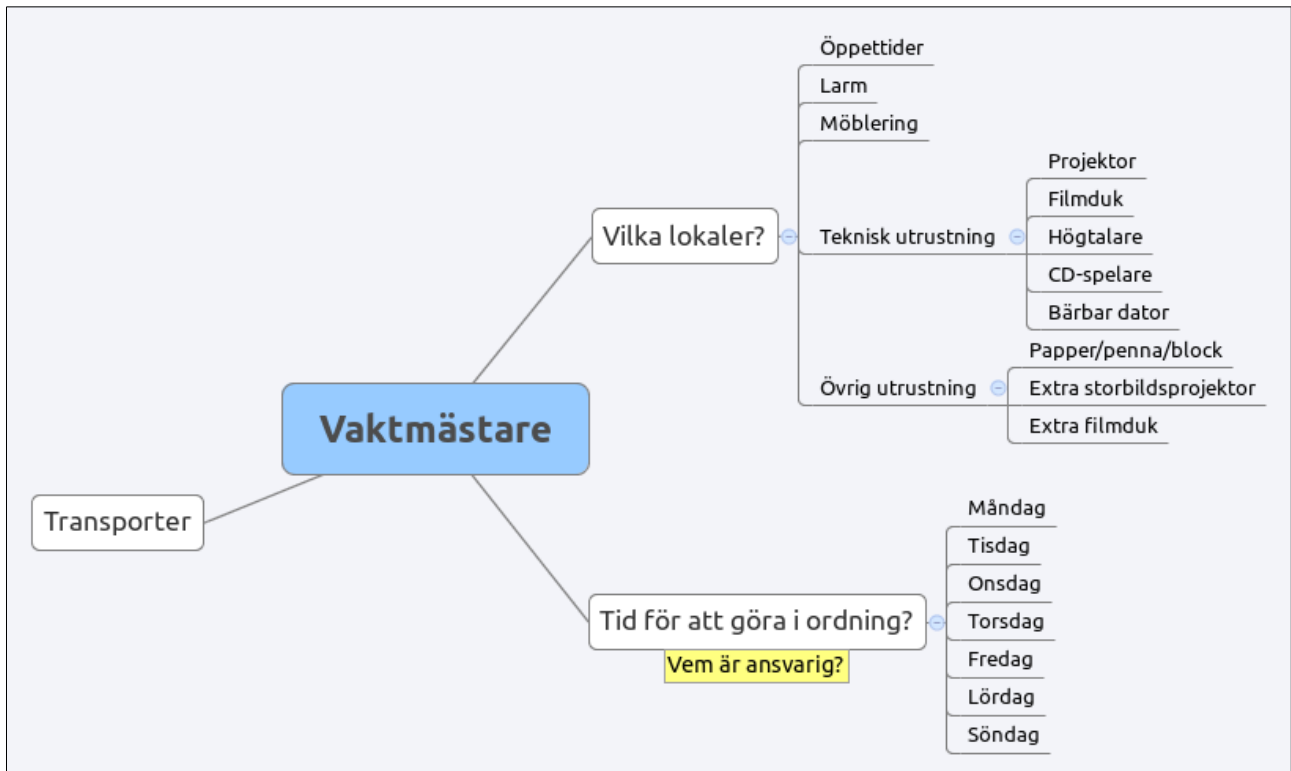 Vaktmästare
Vilka lokaler?
Öppettider
Larm
Möblering
Teknisk utrustning
Projektor
Filmduk
Högtalare
CD-spelare
Bärbar dator
Övrig utrustning
Papper/penna/block
Extra storbildsprojektor
Extra filmduk
Tid för att göra i ordning?
Vem är ansvarig?
Måndag
Tisdag
Onsdag
Torsdag
Fredag
Lördag
Söndag
Transporter